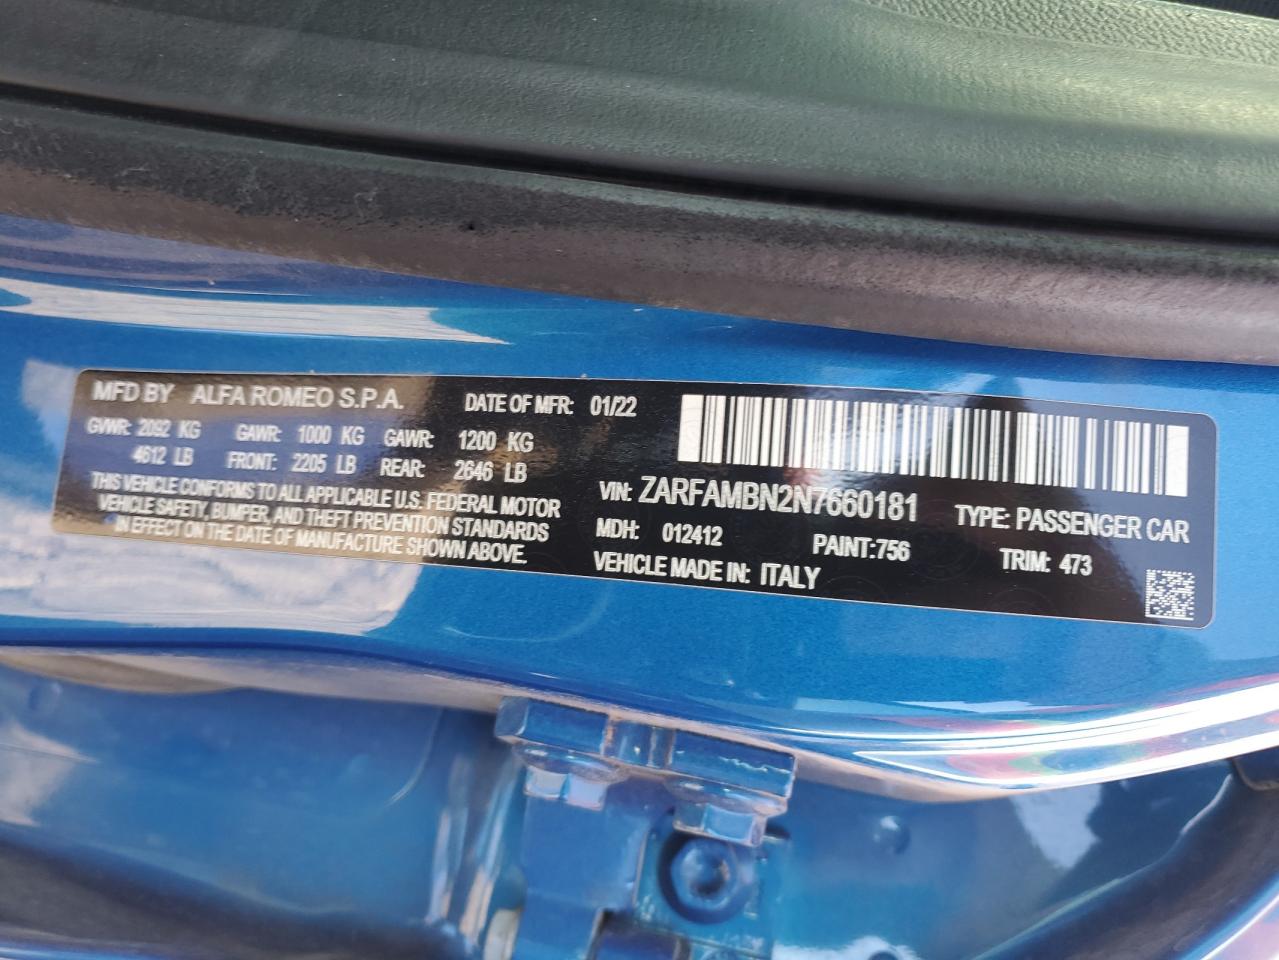 MFD BY ALFA ROMEO S.P.A. DATE OF MFR: 01/22
GVWR: 2092 KG GAWR: 1000 KG GAWR: 1200 KG
4612 LB FRONT: 2205 LB REAR: 2646 LB
THIS VEHICLE CONFORMS TO ALL APPLICABLE U.S. FEDERAL MOTOR
VEHICLE SAFETY, BUMPER, AND THEFT PREVENTION STANDARDS
IN EFFECT ON THE DATE OF MANUFACTURE SHOWN ABOVE.
VIN: ZARFAMBN2N7660181 TYPE: PASSENGER CAR
MDH: 012412 PAINT:756 TRIM: 473
VEHICLE MADE IN: ITALY